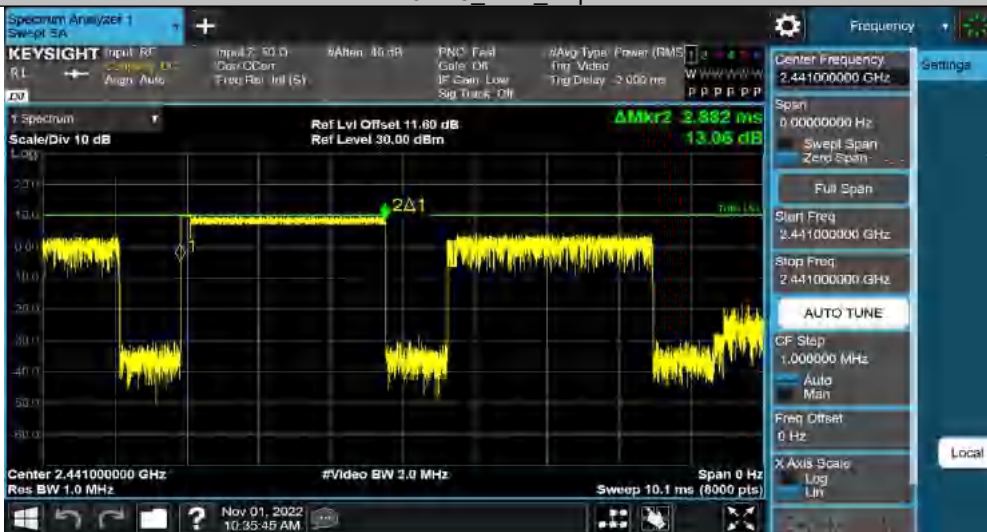 Spectrum Analyzer 1
Swept SA
+
Frequency
KEYSIGHT Input: RF
RL
Align: Auto
Input Z: 50 Ω
Corr CCorr
Freq Ref: Int (S)
#Atten: 40 dB
PNO: Fast
Gate: Off
IF Gain: Low
Sig Track: Off
#Avg Type: Power (RMS
Trig: Video
Trig Delay: -2.000 ms
P P P P P P
1 Spectrum
Scale/Div 10 dB
Log
Ref Lvl Offset 11.60 dB
Ref Level 30.00 dBm
ΔMkr2 2.882 ms
13.06 dB
2Δ1
1
Center 2.441000000 GHz
Res BW 1.0 MHz
#Video BW 3.0 MHz
Span 0 Hz
Sweep 10.1 ms (8000 pts)
Nov 01, 2022
10:35:45 AM
?
Center Frequency
2.441000000 GHz
Settings
Span
0.00000000 Hz
Swept Span
Zero Span
Full Span
Start Freq
2.441000000 GHz
Stop Freq
2.441000000 GHz
AUTO TUNE
CF Step
1.000000 MHz
Auto
Man
Freq Offset
0 Hz
X Axis Scale
Log
Lin
Local